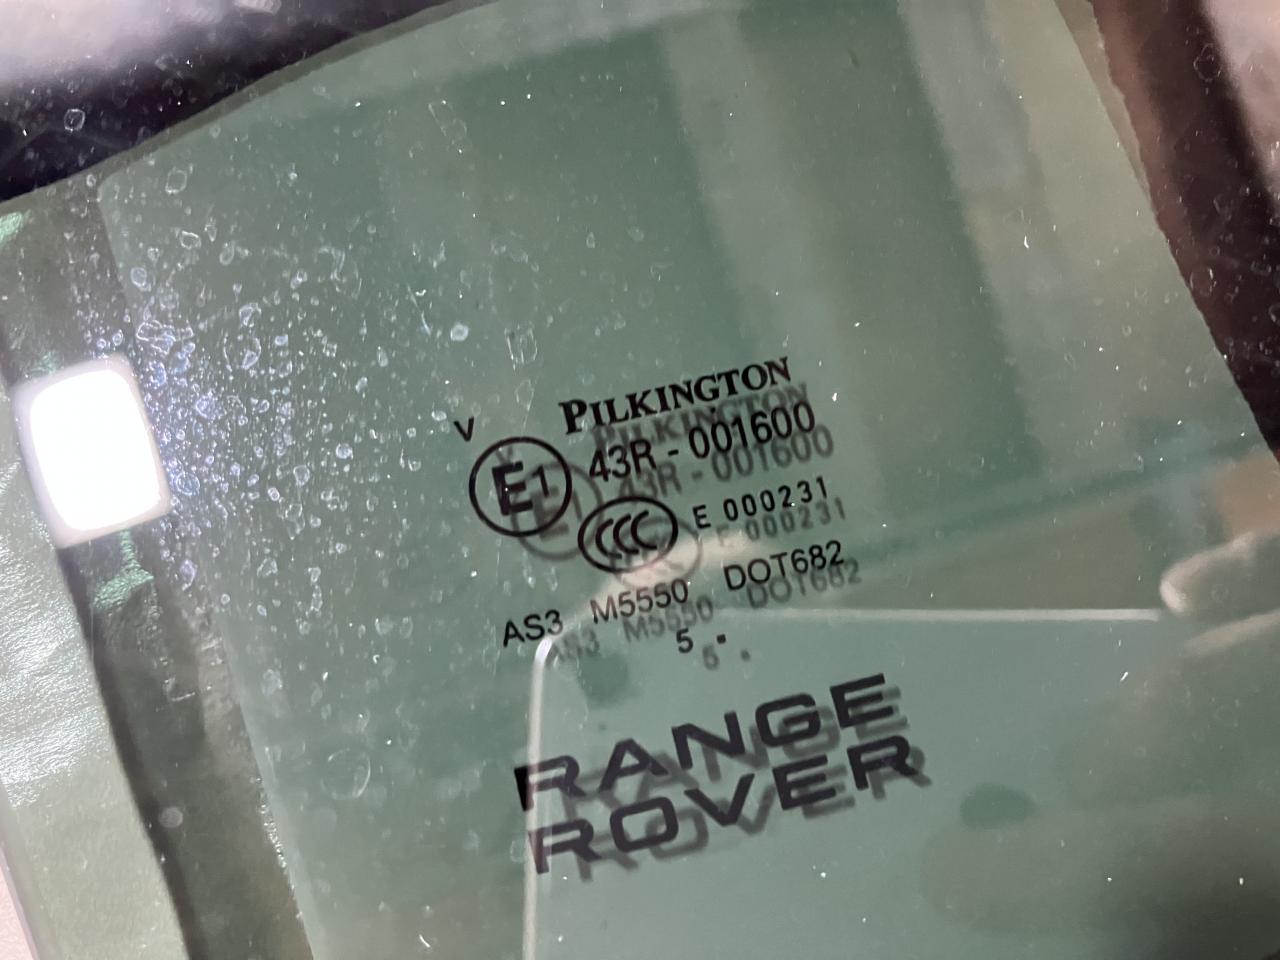 PILKINGTON
V
E1 43R - 001600
CCC E 000231
AS3 M5550 DOT682
5 ..
RANGE
ROVER